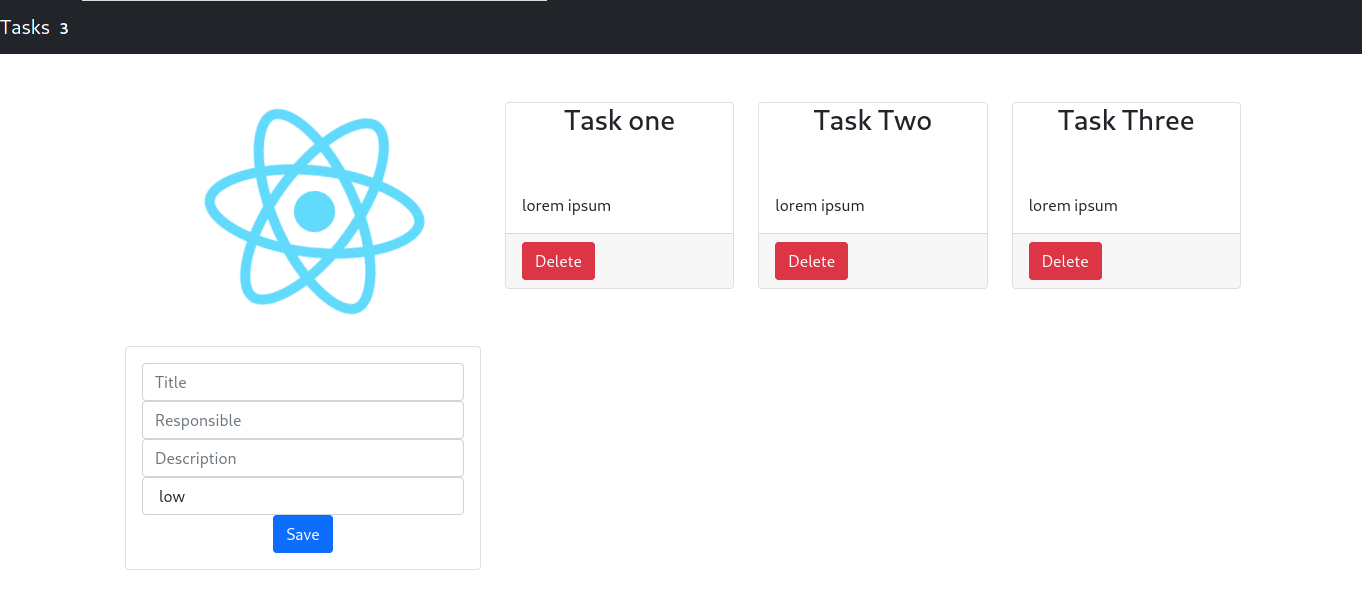 Tasks 3
Task one
lorem ipsum
Delete
Task Two
lorem ipsum
Delete
Task Three
lorem ipsum
Delete
Title
Responsible
Description
low
Save